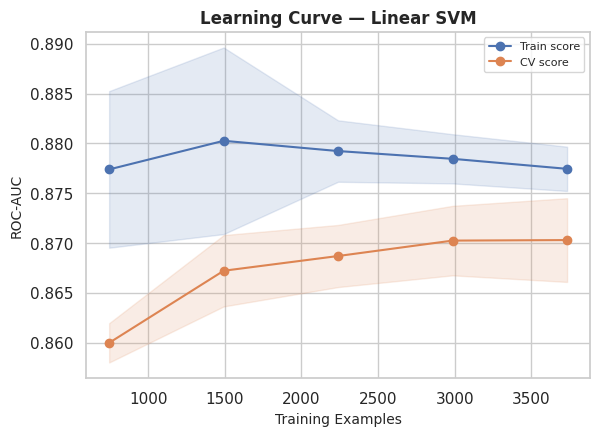 Learning Curve — Linear SVM
Train score
CV score
ROC-AUC
0.890
0.885
0.880
0.875
0.870
0.865
0.860
1000 1500 2000 2500 3000 3500
Training Examples